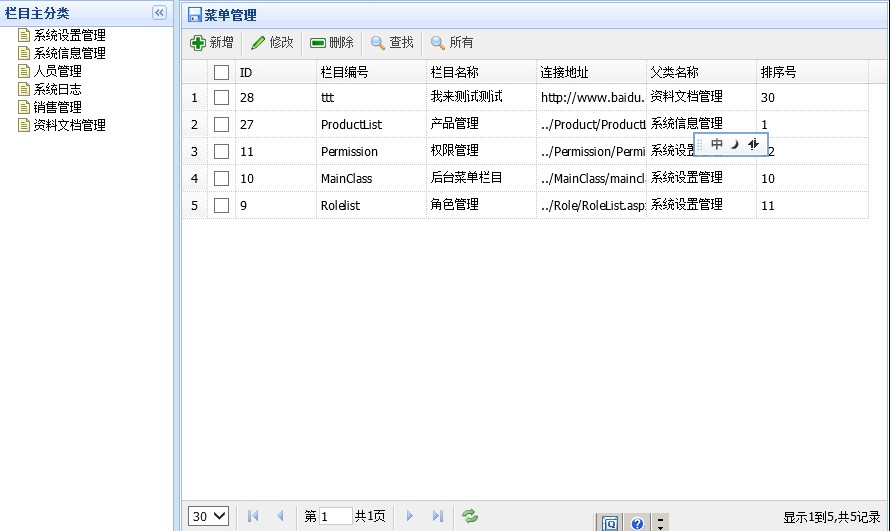 栏目主分类
系统设置管理
系统信息管理
人员管理
系统日志
销售管理
资料文档管理
菜单管理
新增 修改 删除 查找 所有
ID 栏目编号 栏目名称 连接地址 父类名称 排序号
1 28 ttt 我来测试测试 http://www.baidu. 资料文档管理 30
2 27 ProductList 产品管理 ../Product/Product 系统信息管理 1
3 11 Permission 权限管理 ../Permission/Permi 系统设 2
中
4 10 MainClass 后台菜单栏目 ../MainClass/maincl 系统设置管理 10
5 9 Rolelist 角色管理 ../Role/RoleList.asp 系统设置管理 11
30 第 1 共1页 显示1到5,共5记录